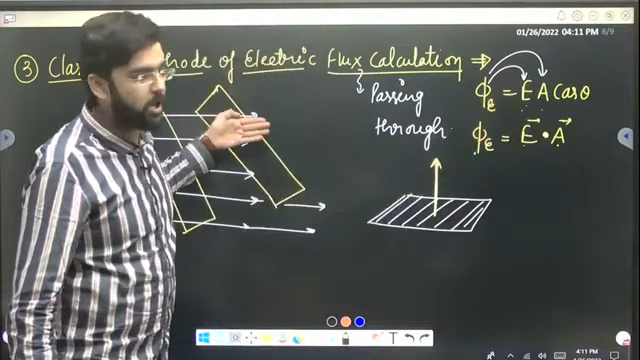 01/26/2022 04:11 PM 6/9
③ Clas hode of Electric Flux Calculation ⇒
Passing
through.
ϕe = E A Cosθ
ϕe = E⃗ • A⃗
T
4:11 PM